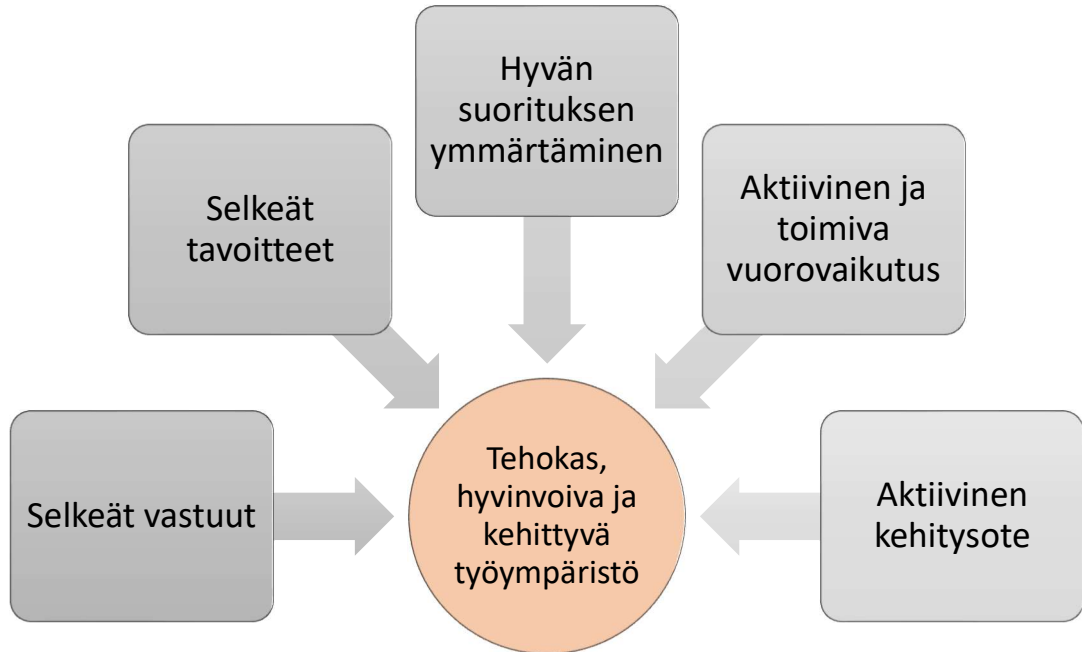 Hyvän
suorituksen
ymmärtäminen
Selkeät
tavoitteet
Aktiivinen ja
toimiva
vuorovaikutus
Selkeät vastuut
Tehokas,
hyvinvoiva ja
kehittyvä
työympäristö
Aktiivinen
kehitysote